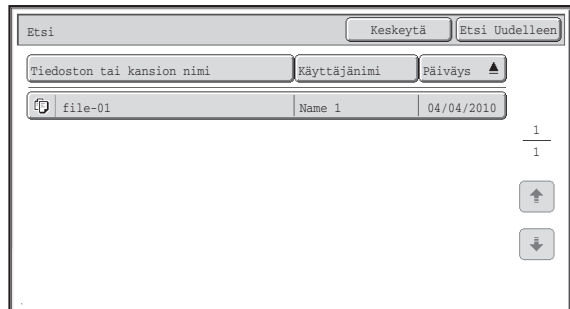 Etsi Keskeytä Etsi Uudelleen
Tiedoston tai kansion nimi Käyttäjänimi Päiväys
file-01 Name 1 04/04/2010
1
1